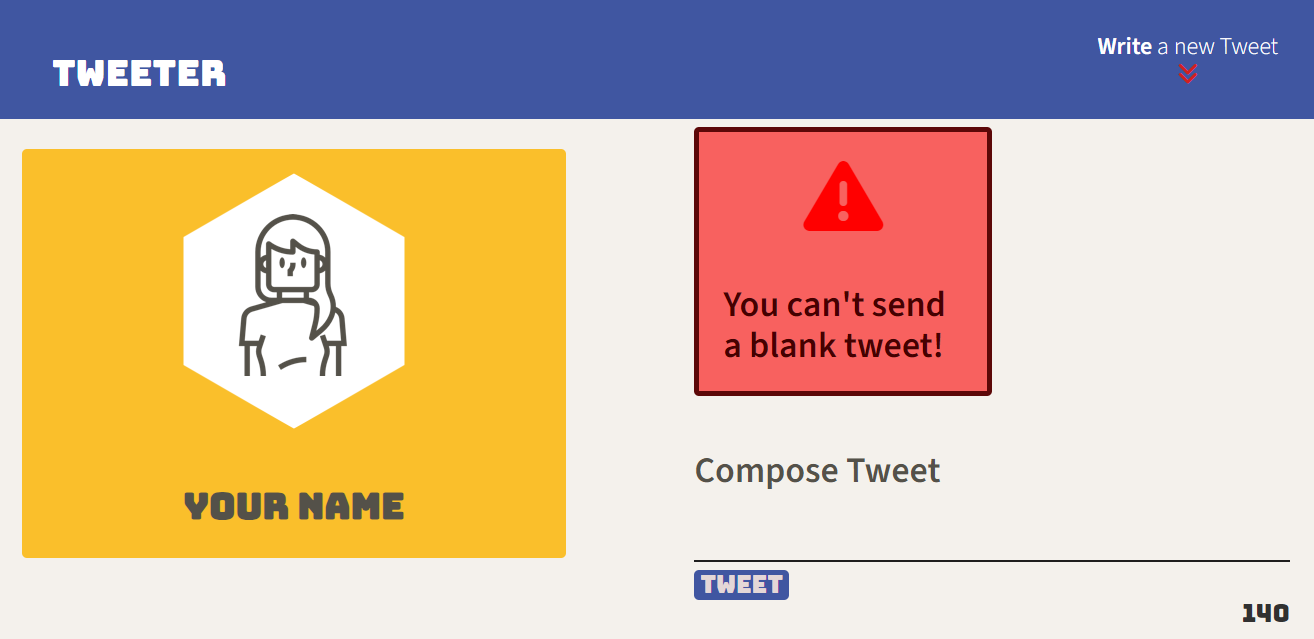 TWEETER
Write a new Tweet
YOUR NAME
You can't send
a blank tweet!
Compose Tweet
TWEET
140